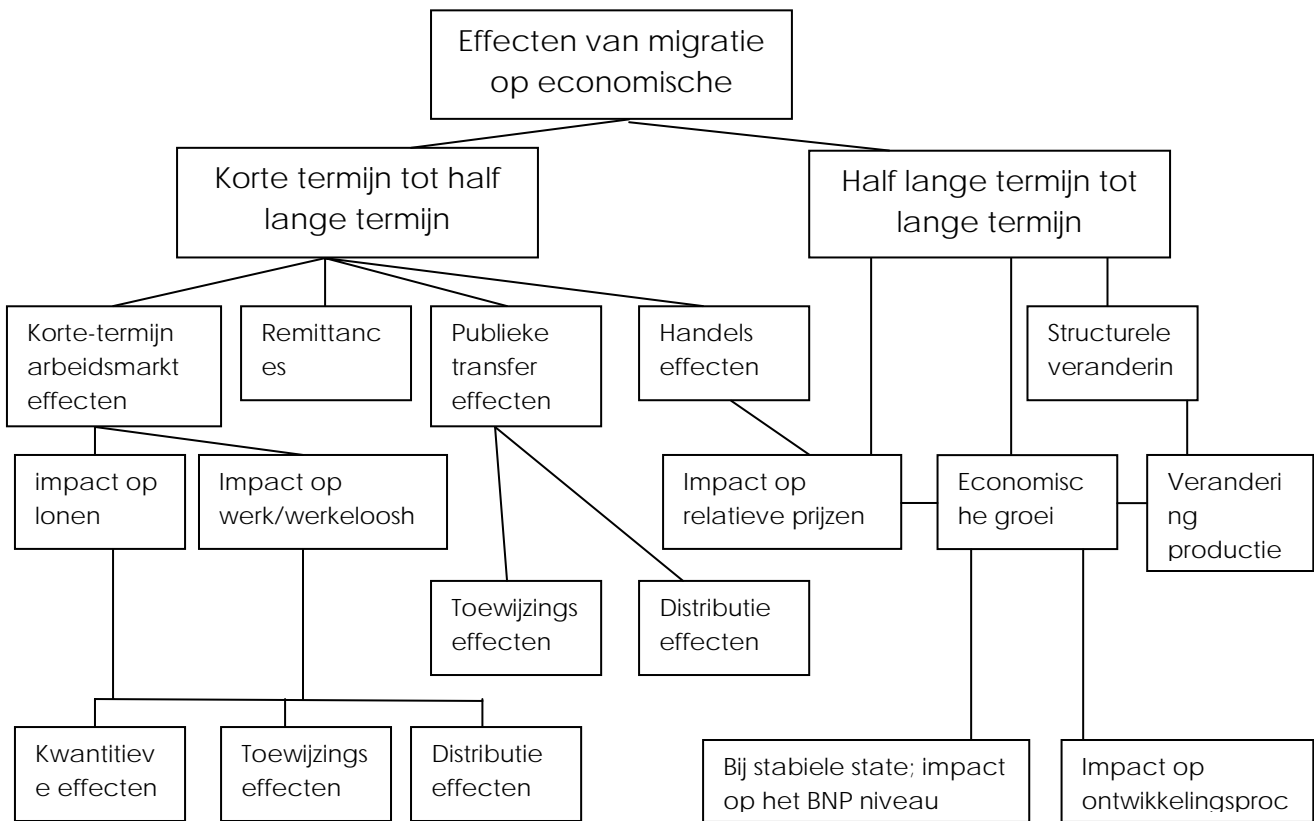 Effecten van migratie
op economische
Korte termijn tot half
lange termijn
Half lange termijn tot
lange termijn
Korte-termijn
arbeidsmarkt
effecten
Remittanc
es
Publieke
transfer
effecten
Handels
effecten
Structurele
veranderin
impact op
lonen
Impact op
werk/werkeloosh
Impact op
relatieve prijzen
Economisc
he groei
Veranderi
ng
productie
Toewijzings
effecten
Distributie
effecten
Kwantitiev
e effecten
Toewijzings
effecten
Distributie
effecten
Bij stabiele state; impact
op het BNP niveau
Impact op
ontwikkelingsproc